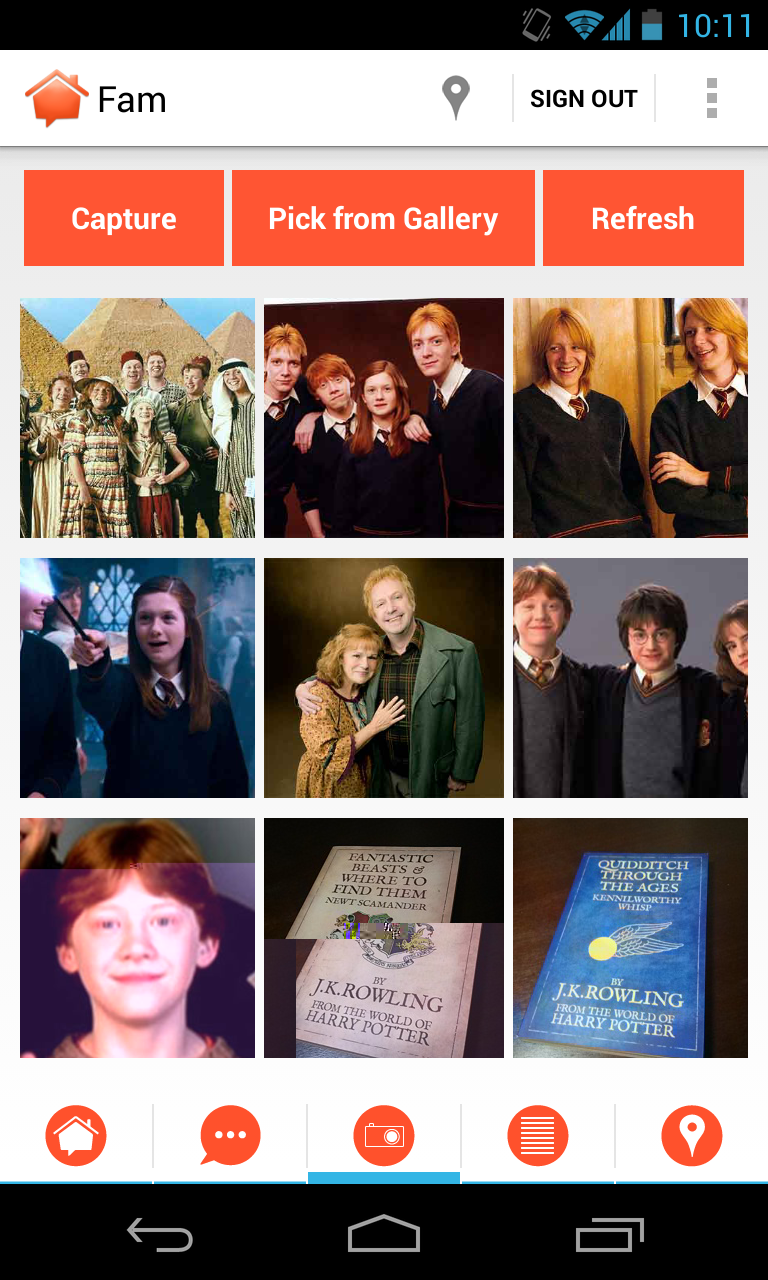 10:11
Fam
SIGN OUT
Capture
Pick from Gallery
Refresh
FANTASTIC
BEASTS &
WHERE TO
FIND THEM
NEWT SCAMANDER
BY
J.K.ROWLING
FROM THE WORLD OF
HARRY POTTER
QUIDDITCH
THROUGH
THE AGES
KENNILWORTHY
WHISP
BY
J.K.ROWLING
FROM THE WORLD OF
HARRY POTTER